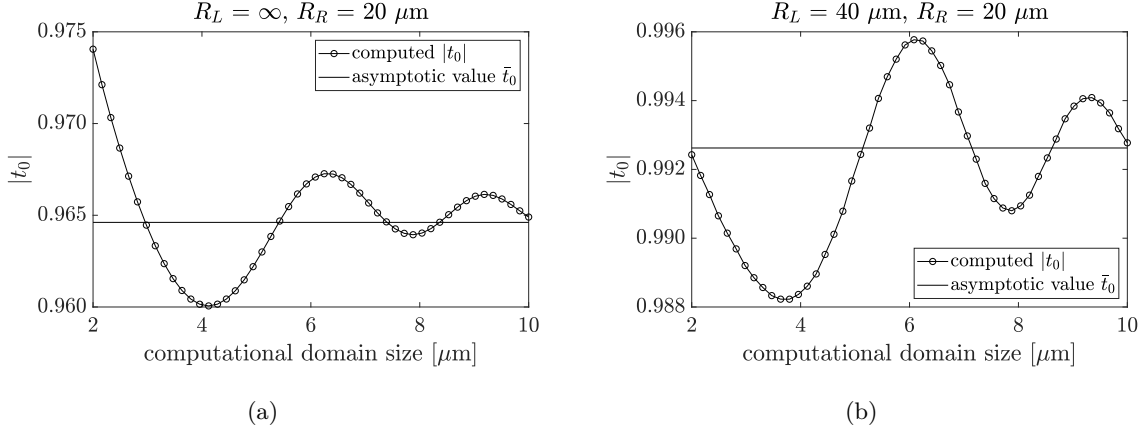 R_L = ∞, R_R = 20 μm
0.975
0.970
0.965
0.960
|t_0|
computed |t_0|
asymptotic value t̄_0
2 4 6 8 10
computational domain size [μm]
(a)
R_L = 40 μm, R_R = 20 μm
0.996
0.994
0.992
0.990
0.988
|t_0|
computed |t_0|
asymptotic value t̄_0
2 4 6 8 10
computational domain size [μm]
(b)